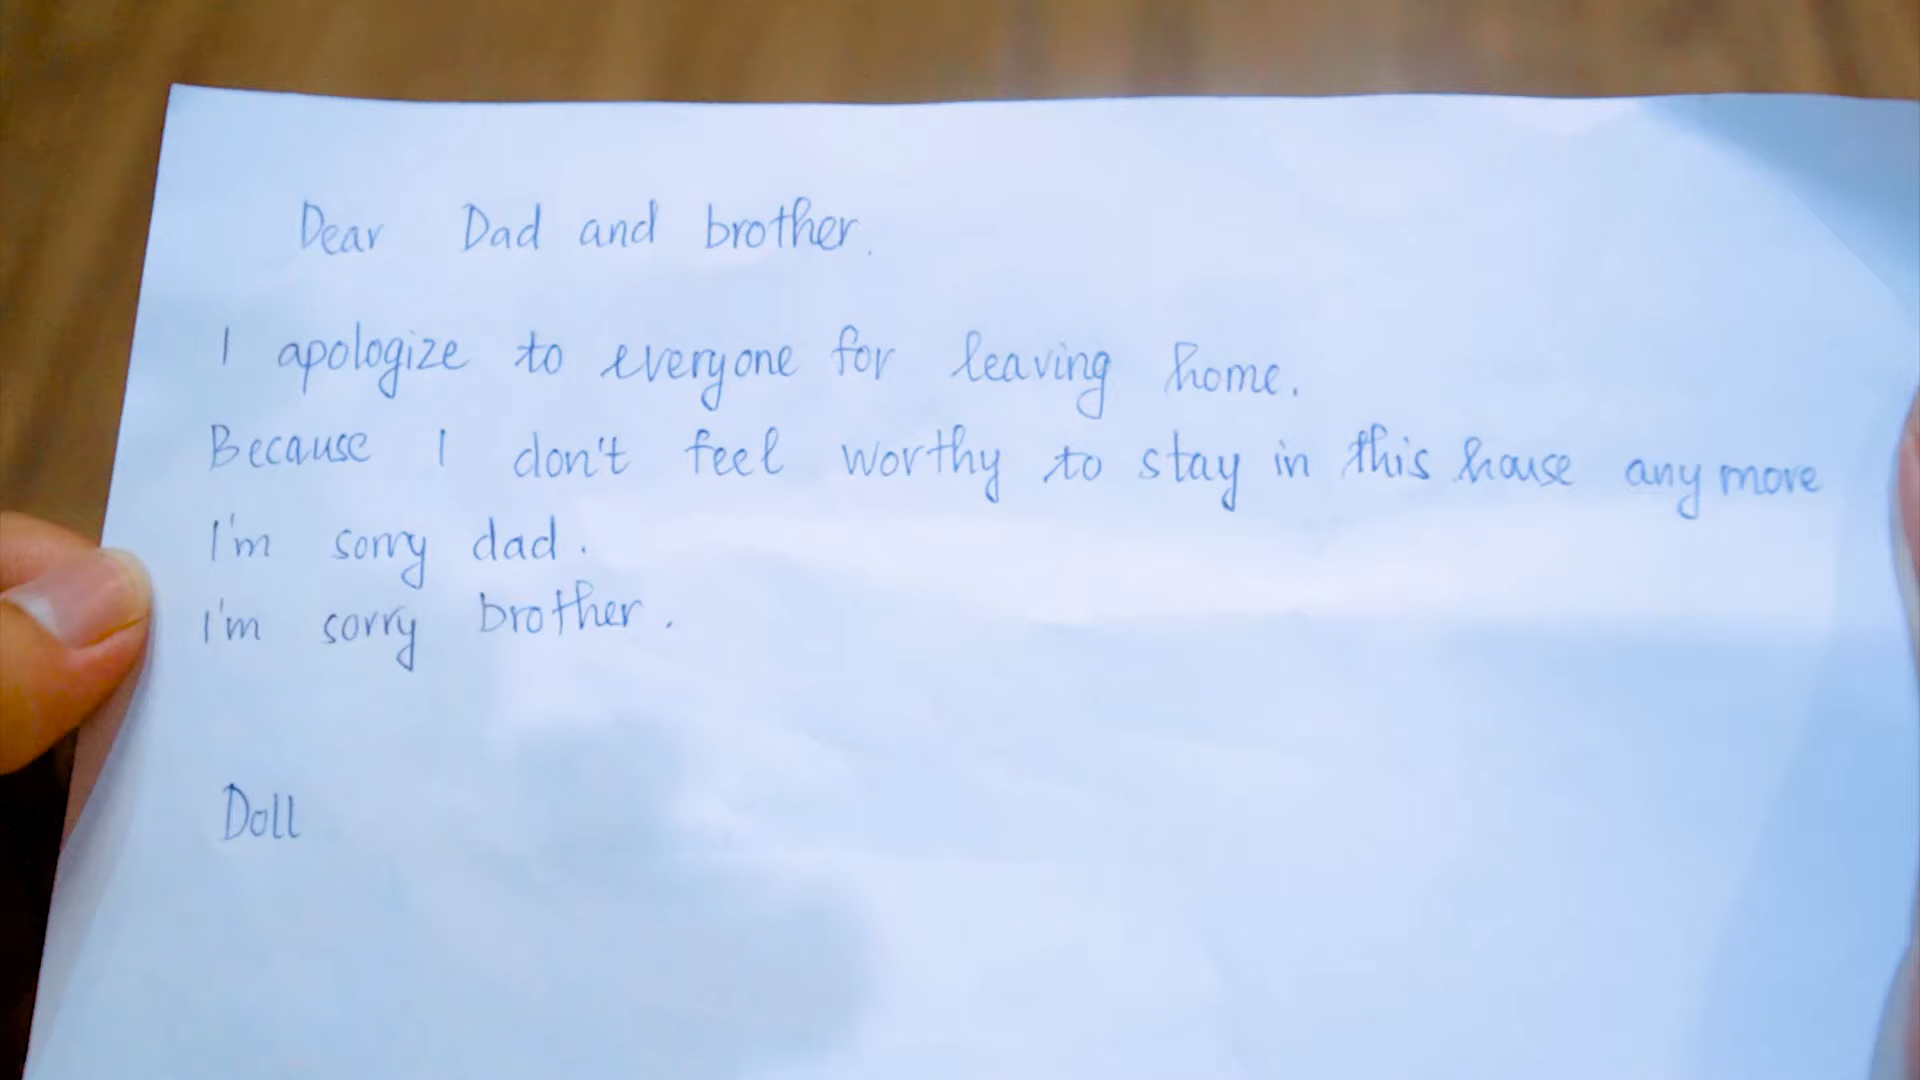 Dear Dad and brother.
I apologize to everyone for leaving home.
Because I don't feel worthy to stay in this house any more
I'm sorry dad.
I'm sorry brother.
Doll